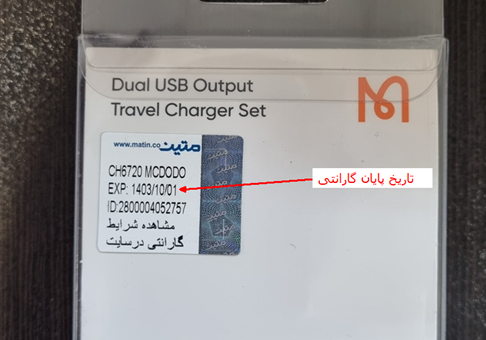 Dual USB Output
Travel Charger Set
www.matin.co متین
CH6720 MCDODO
EXP: 1403/10/01
ID:2800004052757
مشاهده شرایط
گارانتی درسایت
تاریخ پایان گارانتی